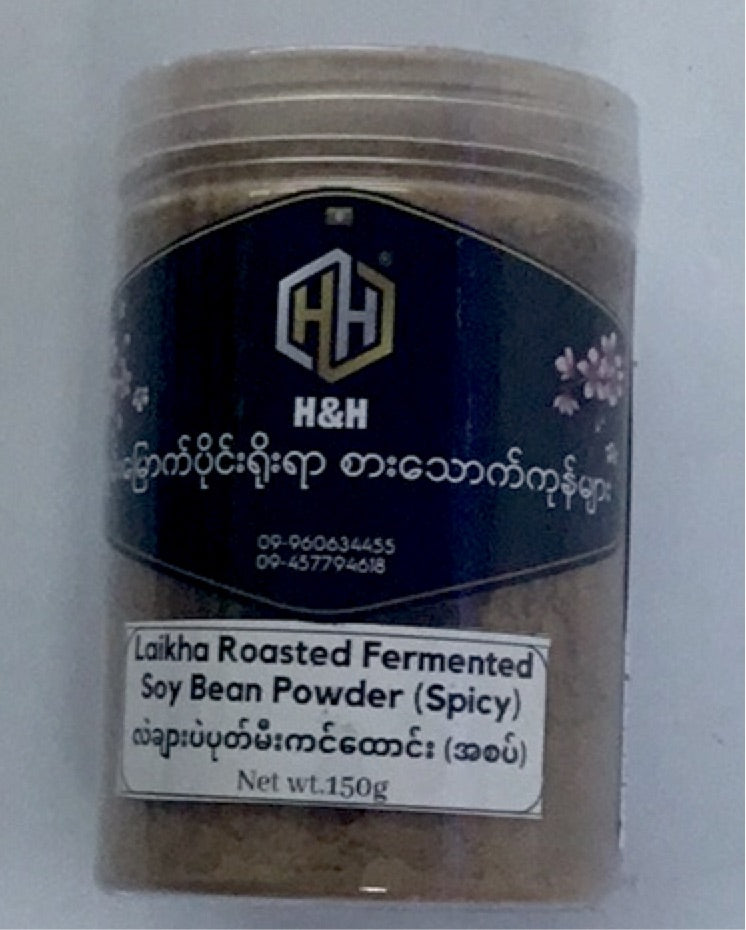 HH
®
H&H
မြောက်ပိုင်းရိုးရာ စားသောက်ကုန်များ
09-960634455
09-457794618
Laikha Roasted Fermented
Soy Bean Powder (Spicy)
လဲချားပဲပုတ်မီးကင်ထောင်း (အစပ်)
Net wt.150g